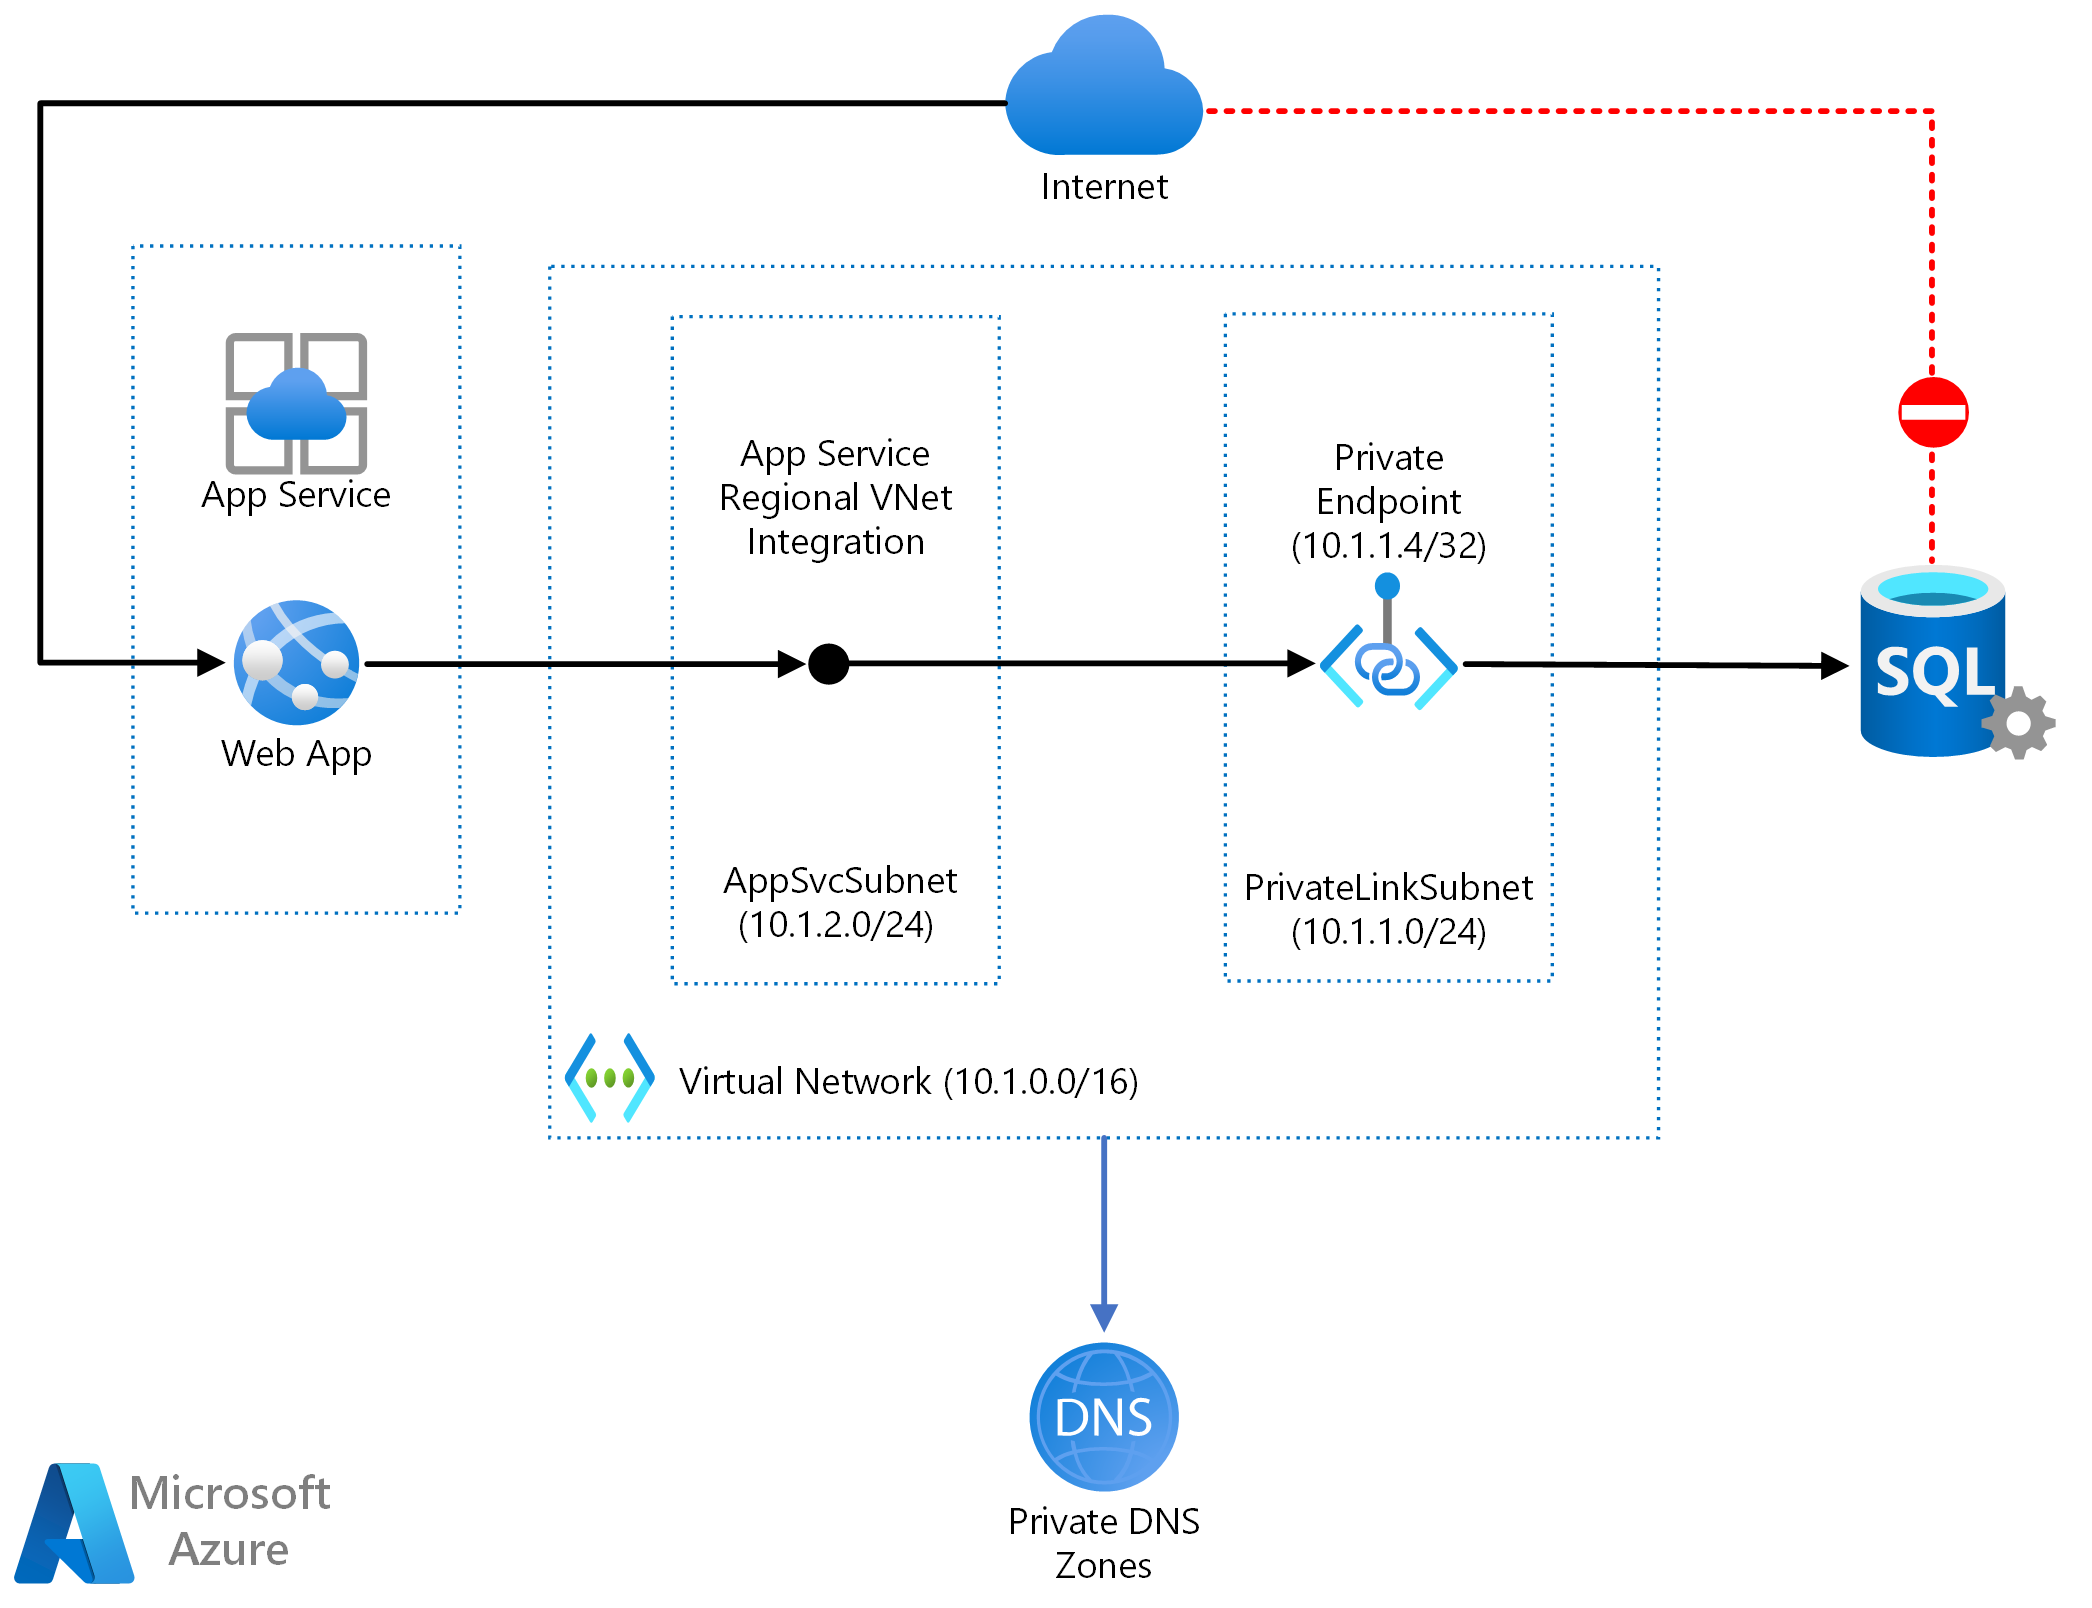 Internet
App Service
Web App
App Service
Regional VNet
Integration
AppSvcSubnet
(10.1.2.0/24)
Private
Endpoint
(10.1.1.4/32)
PrivateLinkSubnet
(10.1.1.0/24)
SQL
Virtual Network (10.1.0.0/16)
DNS
Private DNS
Zones
Microsoft
Azure